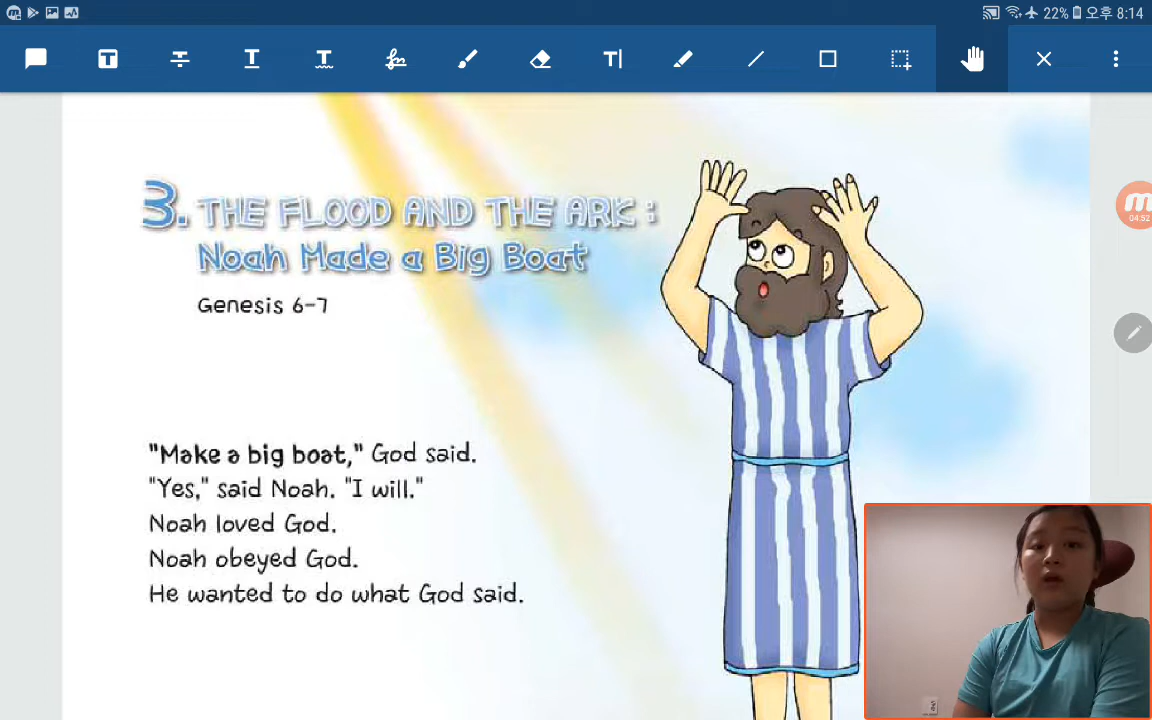 22% 오후 8:14
04:52
3. THE FLOOD AND THE ARK :
Noah Made a Big Boat
Genesis 6-7
"Make a big boat," God said.
"Yes," said Noah. "I will."
Noah loved God.
Noah obeyed God.
He wanted to do what God said.